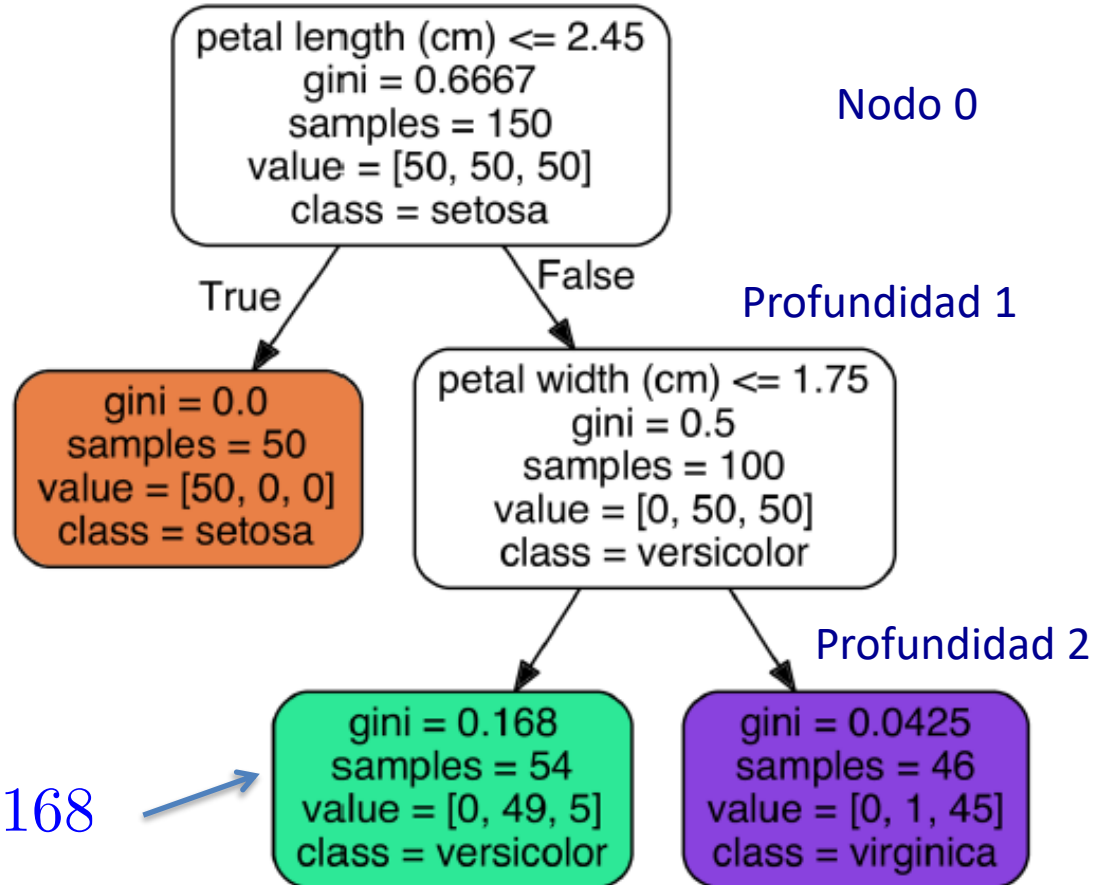 petal length (cm) <= 2.45
gini = 0.6667
samples = 150
value = [50, 50, 50]
class = setosa
Nodo 0
True
False
Profundidad 1
gini = 0.0
samples = 50
value = [50, 0, 0]
class = setosa
petal width (cm) <= 1.75
gini = 0.5
samples = 100
value = [0, 50, 50]
class = versicolor
Profundidad 2
168
gini = 0.168
samples = 54
value = [0, 49, 5]
class = versicolor
gini = 0.0425
samples = 46
value = [0, 1, 45]
class = virginica